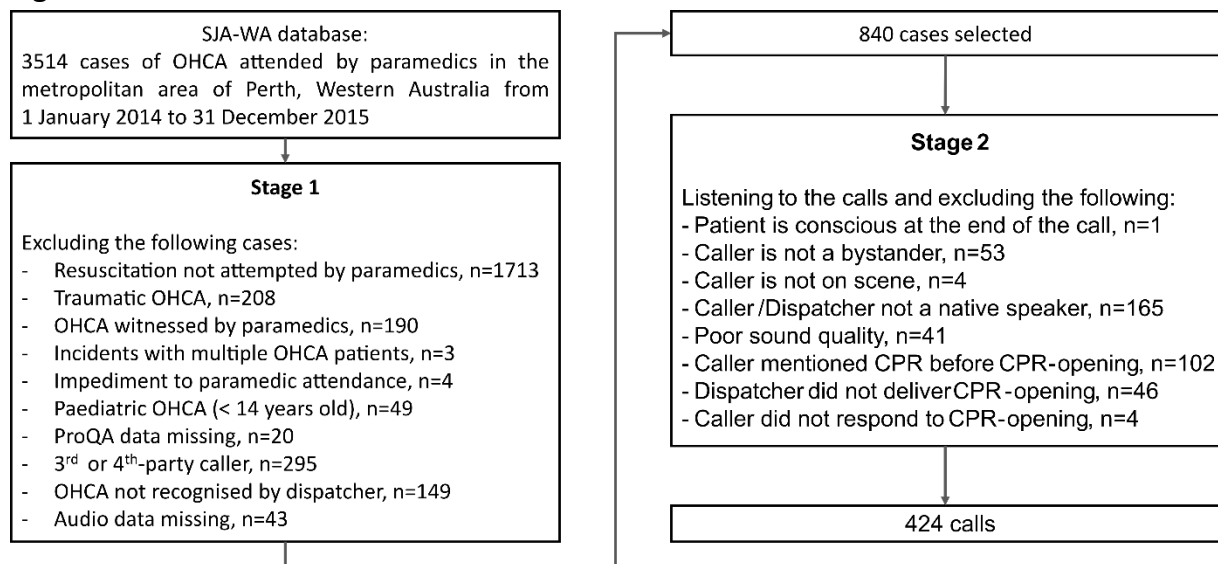 SJA-WA database:
3514 cases of OHCA attended by paramedics in the
metropolitan area of Perth, Western Australia from
1 January 2014 to 31 December 2015
Stage 1
Excluding the following cases:
- Resuscitation not attempted by paramedics, n=1713
- Traumatic OHCA, n=208
- OHCA witnessed by paramedics, n=190
- Incidents with multiple OHCA patients, n=3
- Impediment to paramedic attendance, n=4
- Paediatric OHCA (< 14 years old), n=49
- ProQA data missing, n=20
- 3rd or 4th-party caller, n=295
- OHCA not recognised by dispatcher, n=149
- Audio data missing, n=43
840 cases selected
Stage 2
Listening to the calls and excluding the following:
- Patient is conscious at the end of the call, n=1
- Caller is not a bystander, n=53
- Caller is not on scene, n=4
- Caller/Dispatcher not a native speaker, n=165
- Poor sound quality, n=41
- Caller mentioned CPR before CPR-opening, n=102
- Dispatcher did not deliver CPR-opening, n=46
- Caller did not respond to CPR-opening, n=4
424 calls